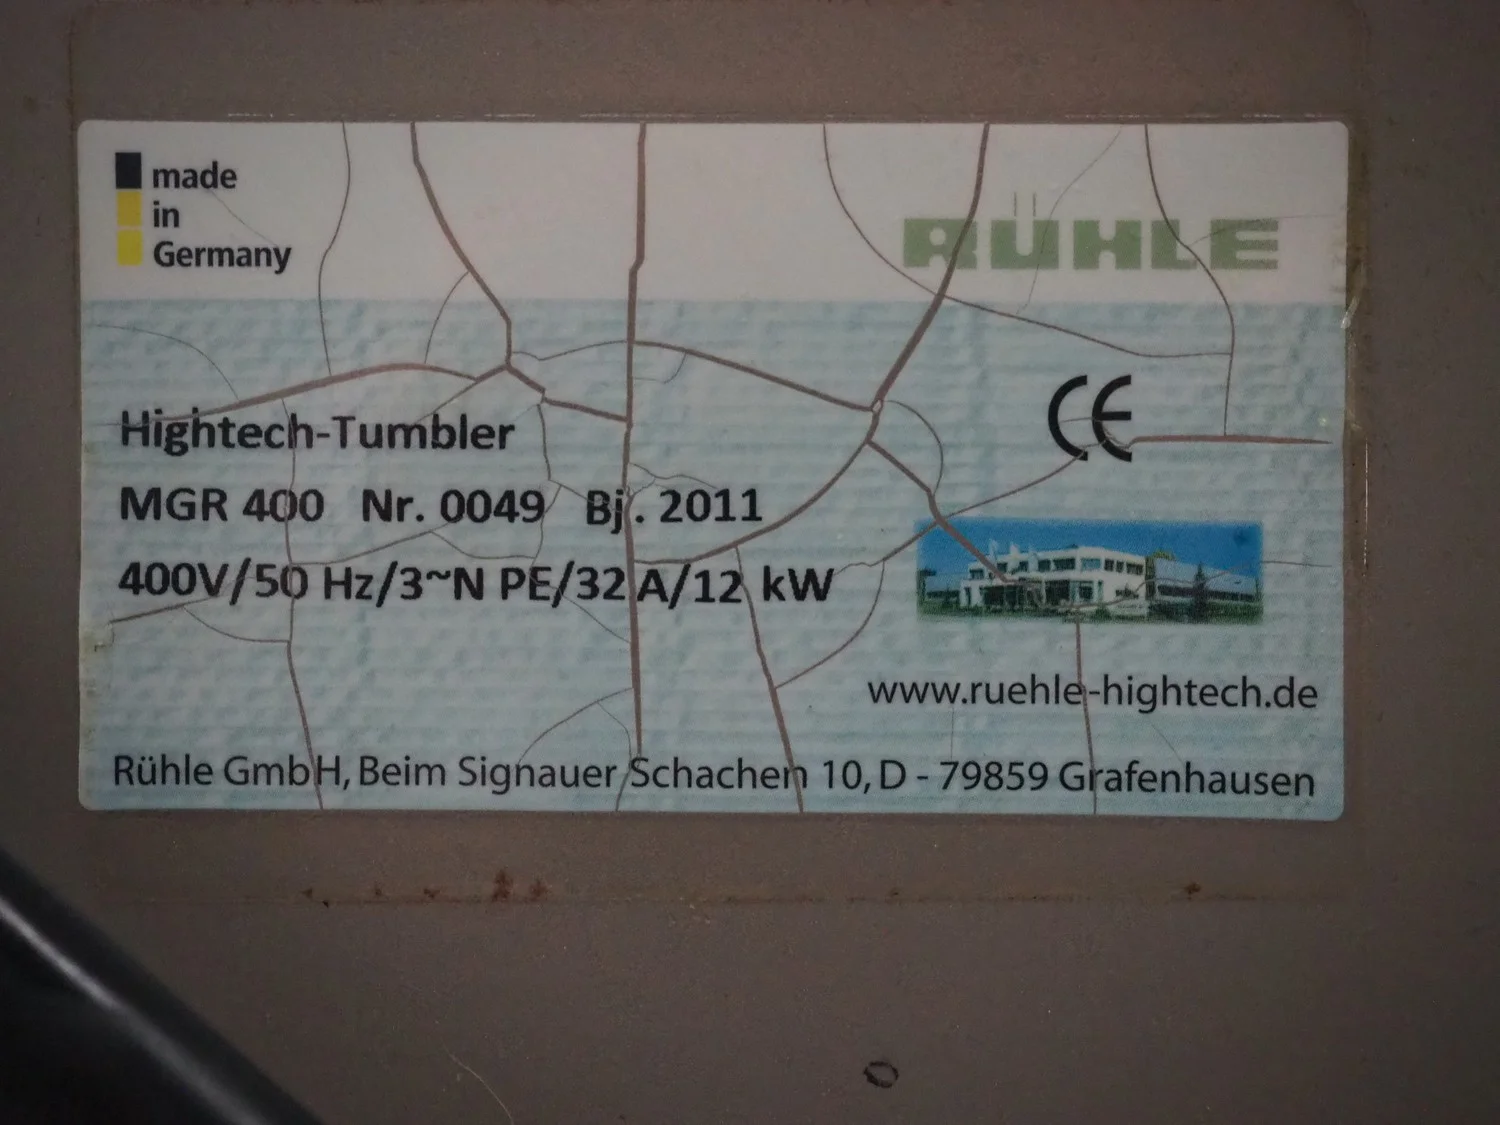 made
in
Germany
RÜHLE
CE
Hightech-Tumbler
MGR 400 Nr. 0049 Bj. 2011
400V/50 Hz/3~N PE/32 A/12 kW
www.ruehle-hightech.de
Rühle GmbH, Beim Signauer Schachen 10, D - 79859 Grafenhausen